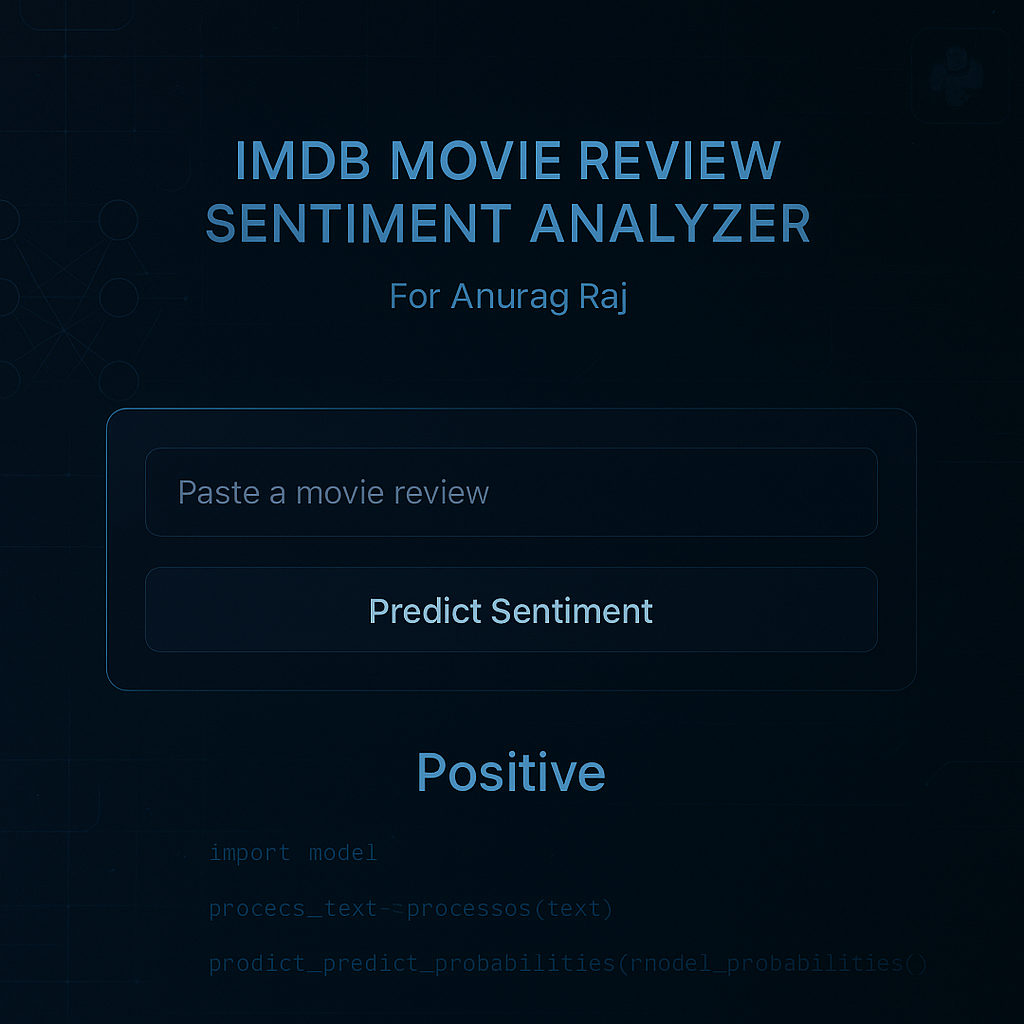 IMDB MOVIE REVIEW
SENTIMENT ANALYZER
For Anurag Raj
Paste a movie review
Predict Sentiment
Positive
import model
procecs_text-=processos(text)
prodict_predict_probabilities(rnodel_probabilities()